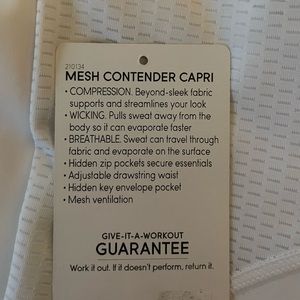 210134
MESH CONTENDER CAPRI
• COMPRESSION. Beyond-sleek fabric
supports and streamlines your look
• WICKING. Pulls sweat away from
the body so it can evaporate faster
• BREATHABLE. Sweat can travel through
fabric and evaporate on the surface
• Hidden zip pockets secure essentials
• Adjustable drawstring waist
• Hidden key envelope pocket
• Mesh ventilation
GIVE-IT-A-WORKOUT
GUARANTEE
Work it out. If it doesn't perform, return it.